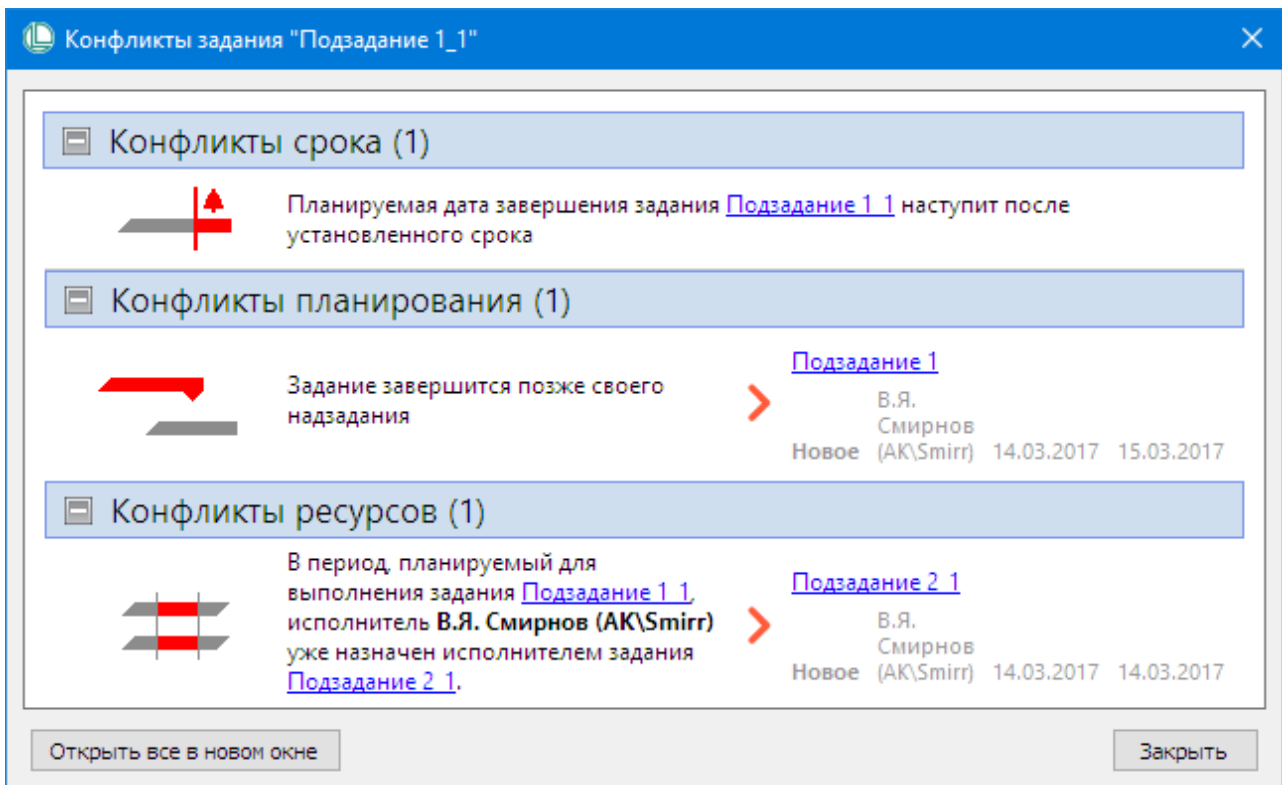 Конфликты задания "Подзадание 1_1"
Конфликты срока (1)
Планируемая дата завершения задания Подзадание 1_1 наступит после
установленного срока
Конфликты планирования (1)
Задание завершится позже своего
надзадания
Подзадание 1
В.Я.
Смирнов
Новое (AK\Smirr) 14.03.2017 15.03.2017
Конфликты ресурсов (1)
В период, планируемый для
выполнения задания Подзадание 1_1,
исполнитель В.Я. Смирнов (AK\Smirr)
уже назначен исполнителем задания
Подзадание 2_1.
Подзадание 2_1
В.Я.
Смирнов
Новое (AK\Smirr) 14.03.2017 14.03.2017
Открыть все в новом окне
Закрыть